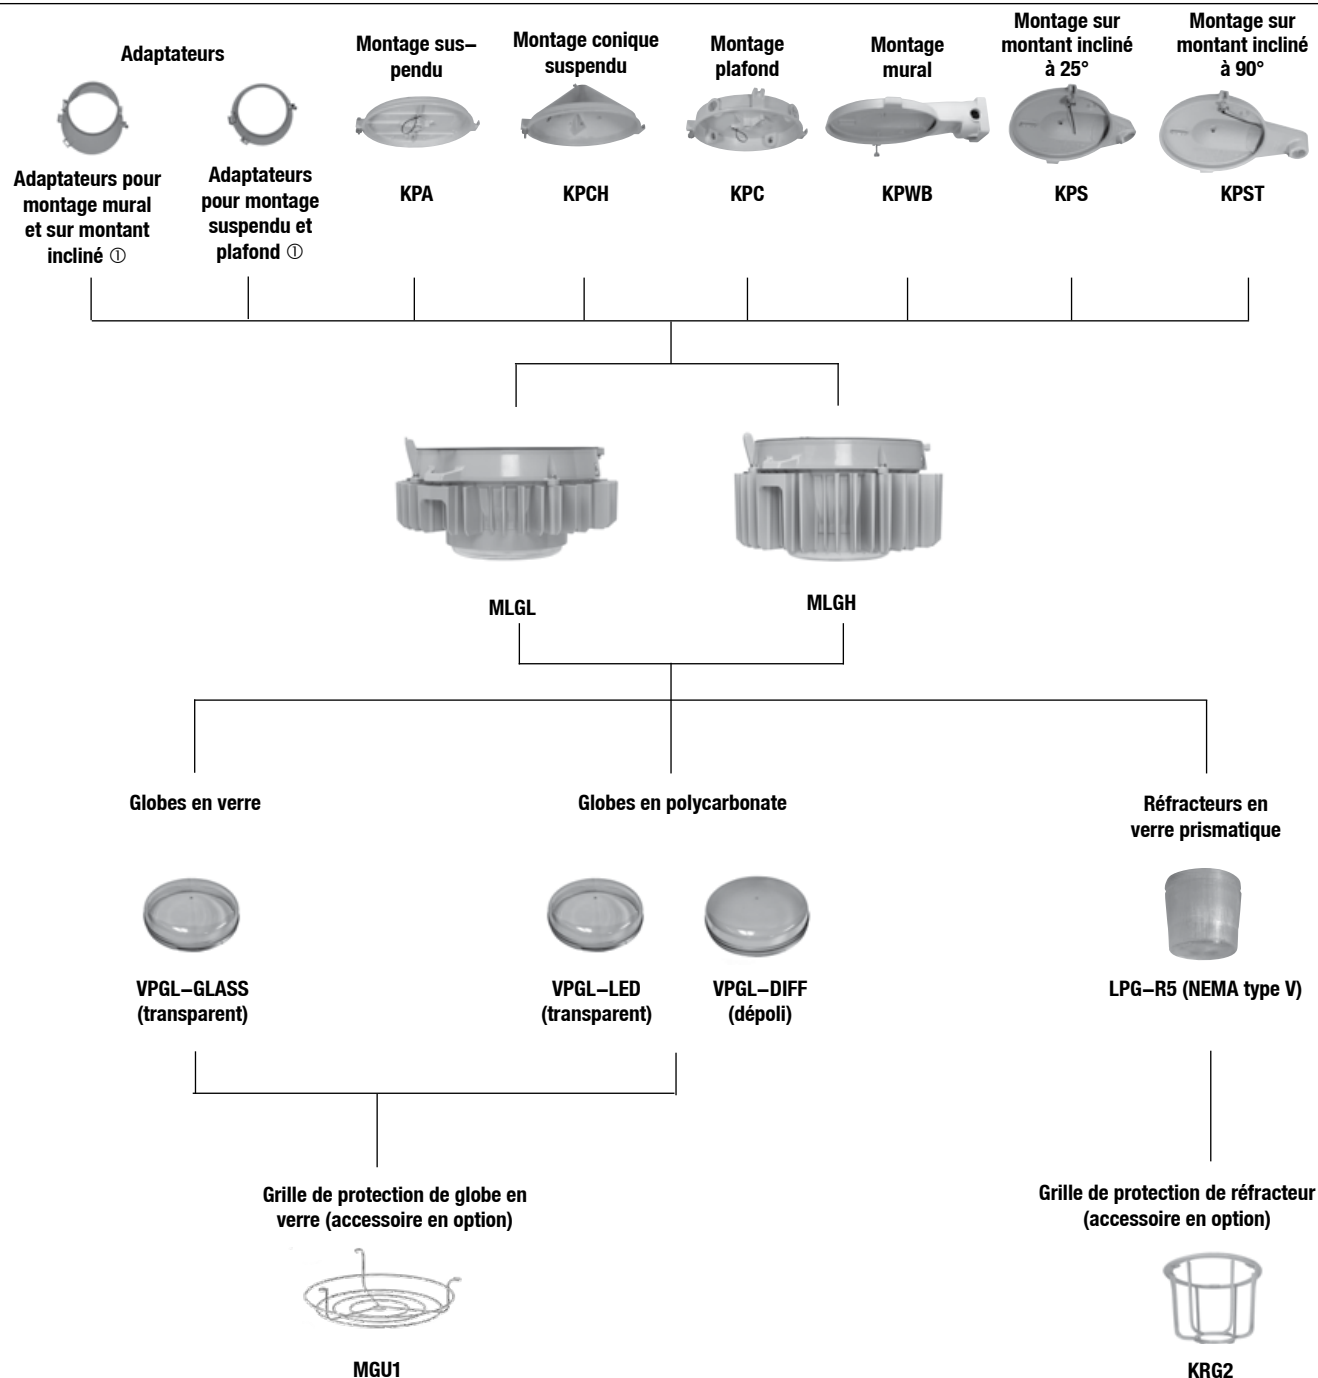 Adaptateurs
Adaptateurs pour
montage mural
et sur montant
incliné ①
Adaptateurs
pour montage
suspendu et
plafond ①
Montage sus–
pendu
KPA
Montage conique
suspendu
KPCH
Montage
plafond
KPC
Montage
mural
KPWB
Montage sur
montant incliné
à 25°
KPS
Montage sur
montant incliné
à 90°
KPST
MLGL
MLGH
Globes en verre
VPGL–GLASS
(transparent)
Globes en polycarbonate
VPGL–LED
(transparent)
VPGL–DIFF
(dépoli)
Réfracteurs en
verre prismatique
LPG–R5 (NEMA type V)
Grille de protection de globe en
verre (accessoire en option)
MGU1
Grille de protection de réfracteur
(accessoire en option)
KRG2